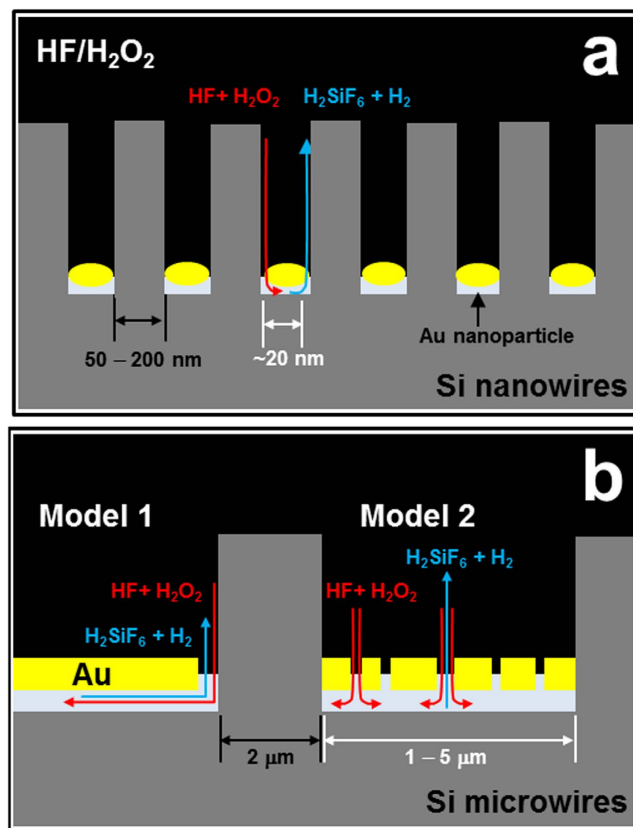 a
HF/H₂O₂
HF+ H₂O₂
H₂SiF₆ + H₂
50 – 200 nm
~20 nm
Au nanoparticle
Si nanowires
b
Model 1
Model 2
H₂SiF₆ + H₂
HF+ H₂O₂
HF+ H₂O₂
H₂SiF₆ + H₂
Au
2 μm
1 – 5 μm
Si microwires